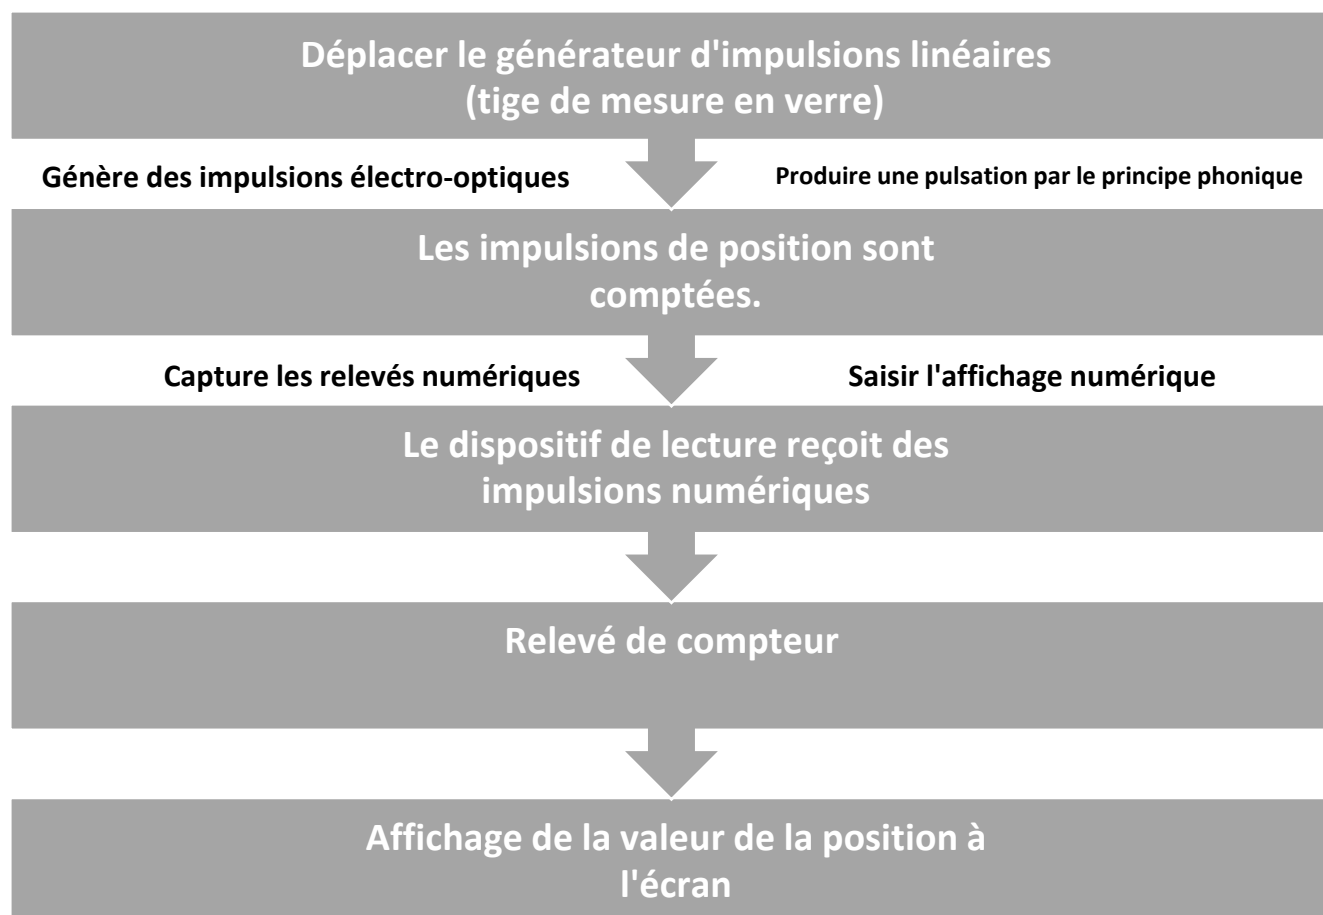 Déplacer le générateur d'impulsions linéaires
(tige de mesure en verre)
Génère des impulsions électro-optiques
Produire une pulsation par le principe phonique
Les impulsions de position sont
comptées.
Capture les relevés numériques
Saisir l'affichage numérique
Le dispositif de lecture reçoit des
impulsions numériques
Relevé de compteur
Affichage de la valeur de la position à
l'écran